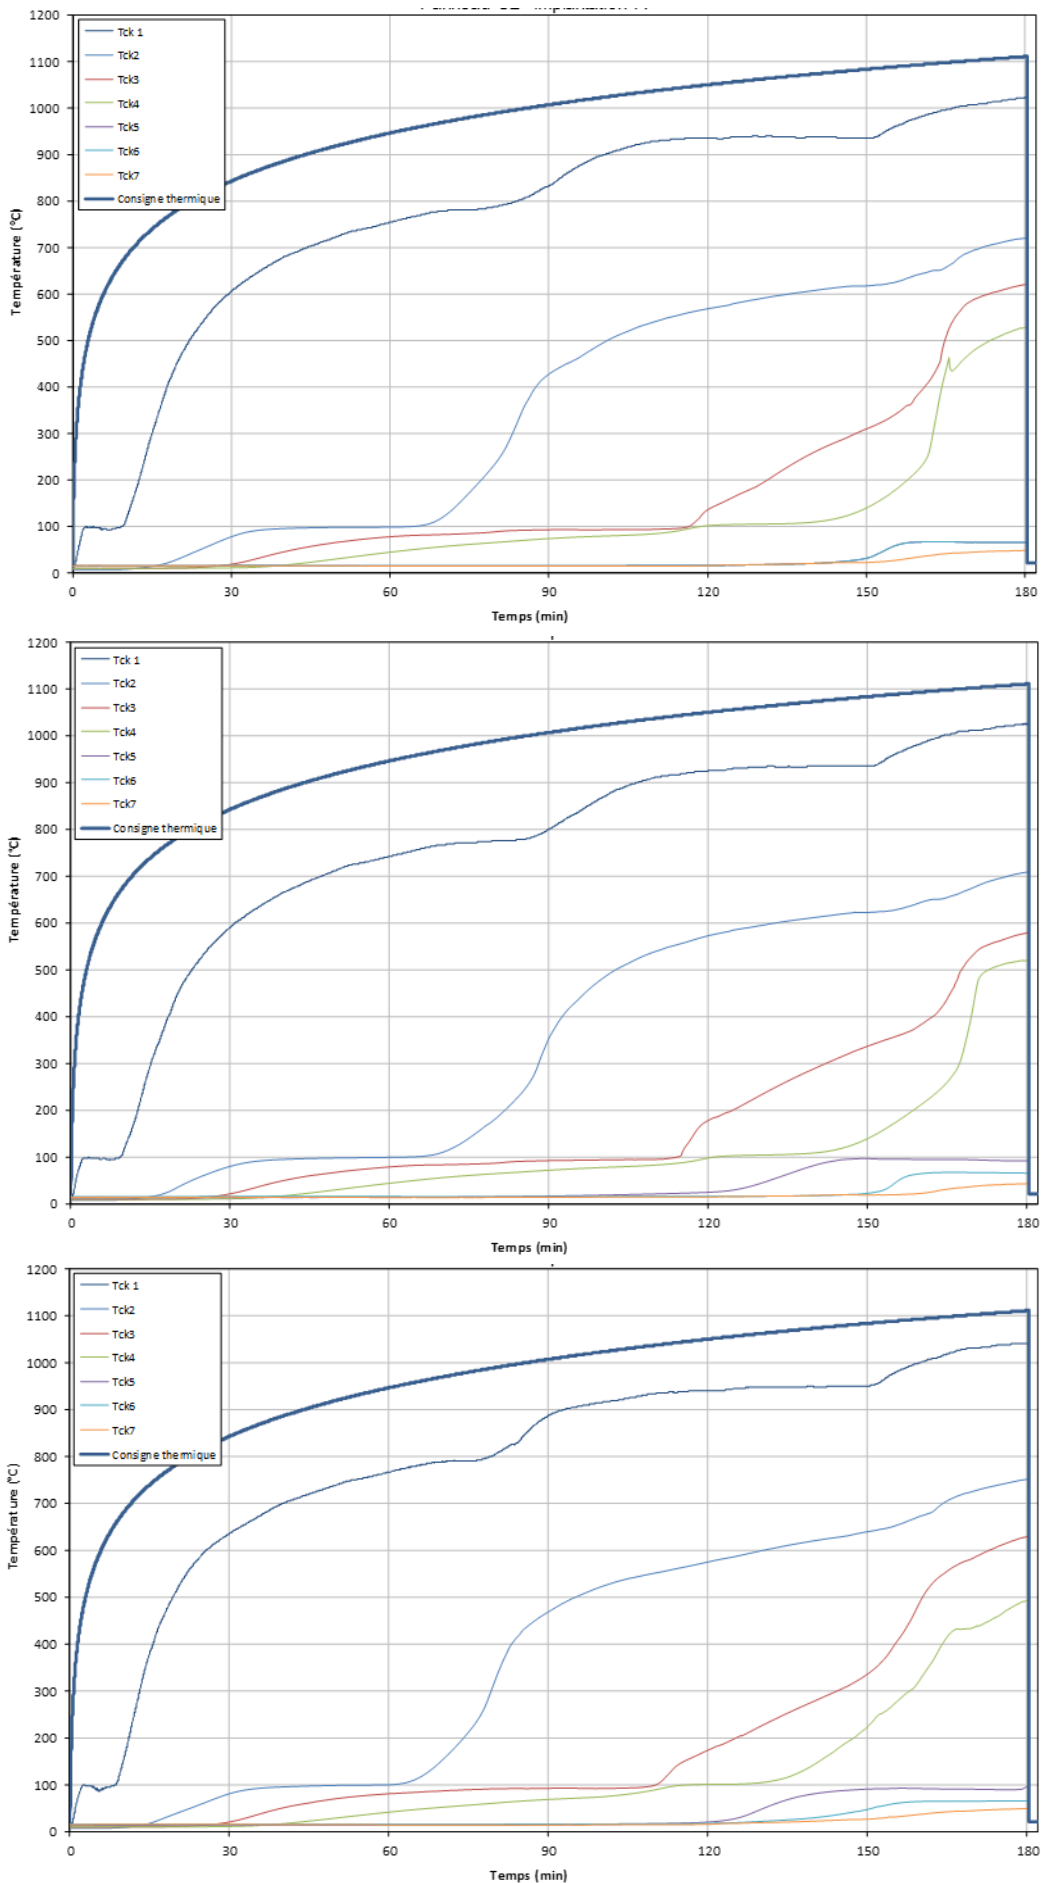 1200
1100
1000
900
800
700
600
500
400
300
200
100
0
Température (°C)
Tck 1
Tck2
Tck3
Tck4
Tck5
Tck6
Tck7
Consigne thermique
0 30 60 90 120 150 180
Temps (min)
1200
1100
1000
900
800
700
600
500
400
300
200
100
0
Température (°C)
Tck 1
Tck2
Tck3
Tck4
Tck5
Tck6
Tck7
Consigne thermique
0 30 60 90 120 150 180
Temps (min)
1200
1100
1000
900
800
700
600
500
400
300
200
100
0
Température (°C)
Tck 1
Tck2
Tck3
Tck4
Tck5
Tck6
Tck7
Consigne thermique
0 30 60 90 120 150 180
Temps (min)